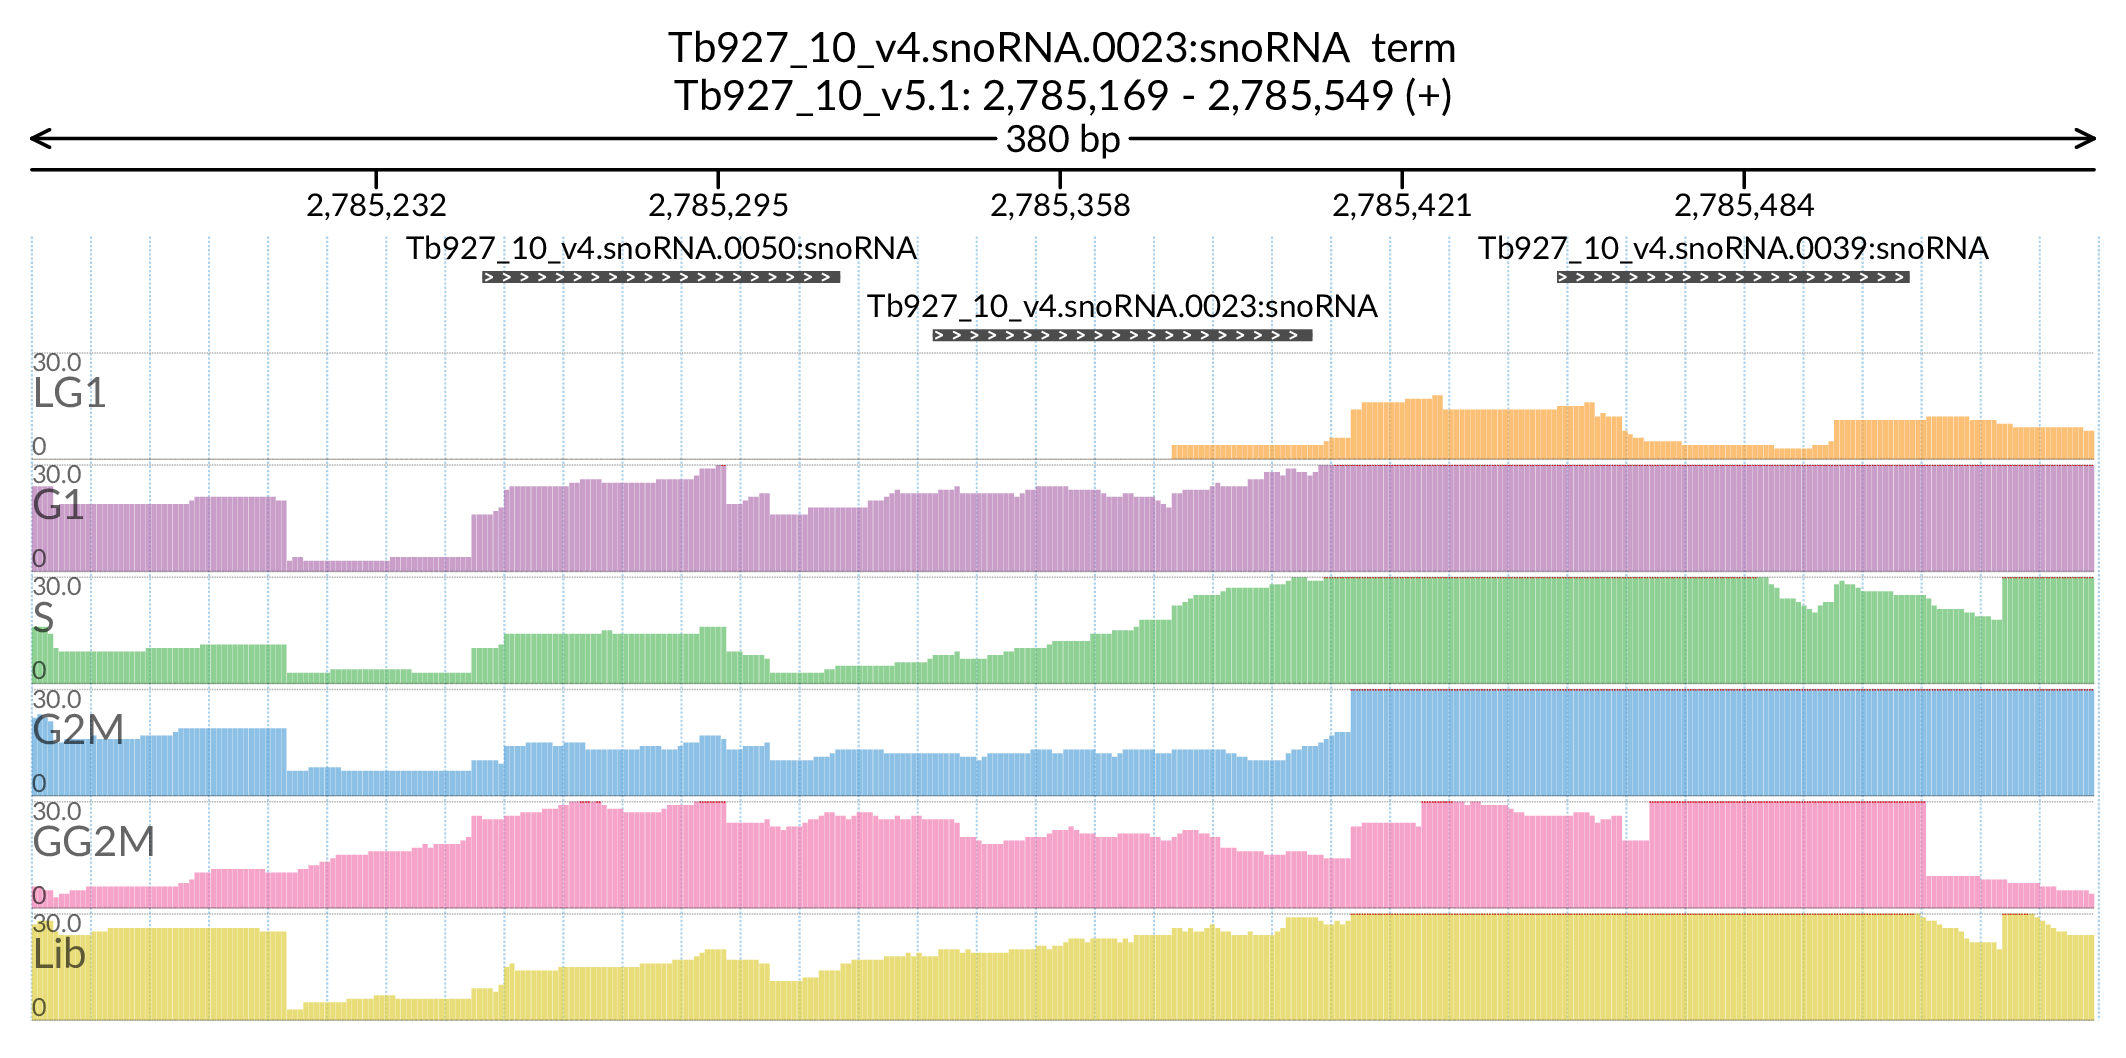 Tb927_10_v4.snoRNA.0023:snoRNA  term
Tb927_10_v5.1: 2,785,169 - 2,785,549 (+)
380 bp
2,785,232 2,785,295 2,785,358 2,785,421 2,785,484
Tb927_10_v4.snoRNA.0050:snoRNA Tb927_10_v4.snoRNA.0039:snoRNA
Tb927_10_v4.snoRNA.0023:snoRNA
30.0
LG1
0
30.0
G1
0
30.0
S
0
30.0
G2M
0
30.0
GG2M
0
30.0
Lib
0